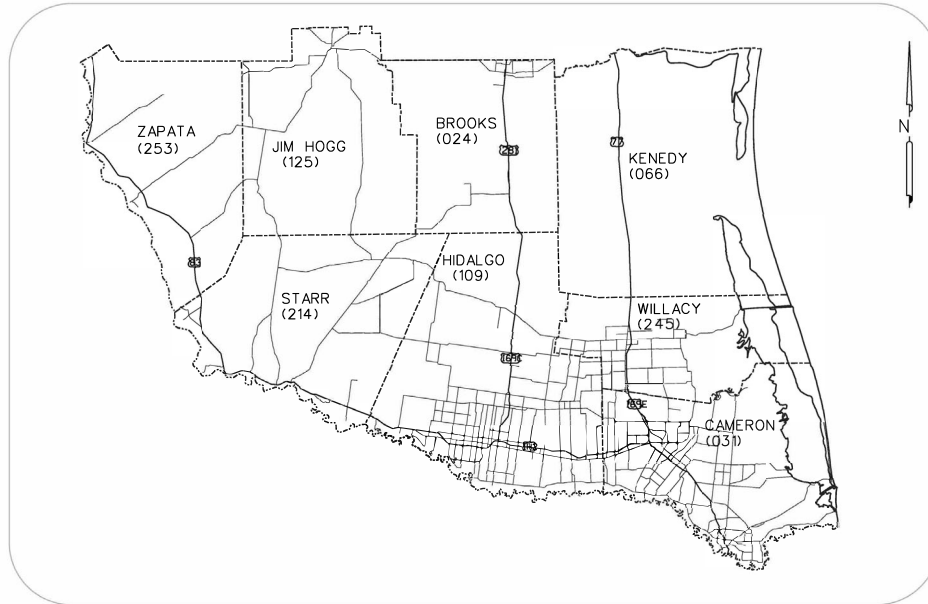 ZAPATA
(253)
JIM HOGG
(125)
BROOKS
(024)
281
77
KENEDY
(066)
N
83
HIDALGO
(109)
STARR
(214)
WILLACY
(245)
CAMERON
(031)